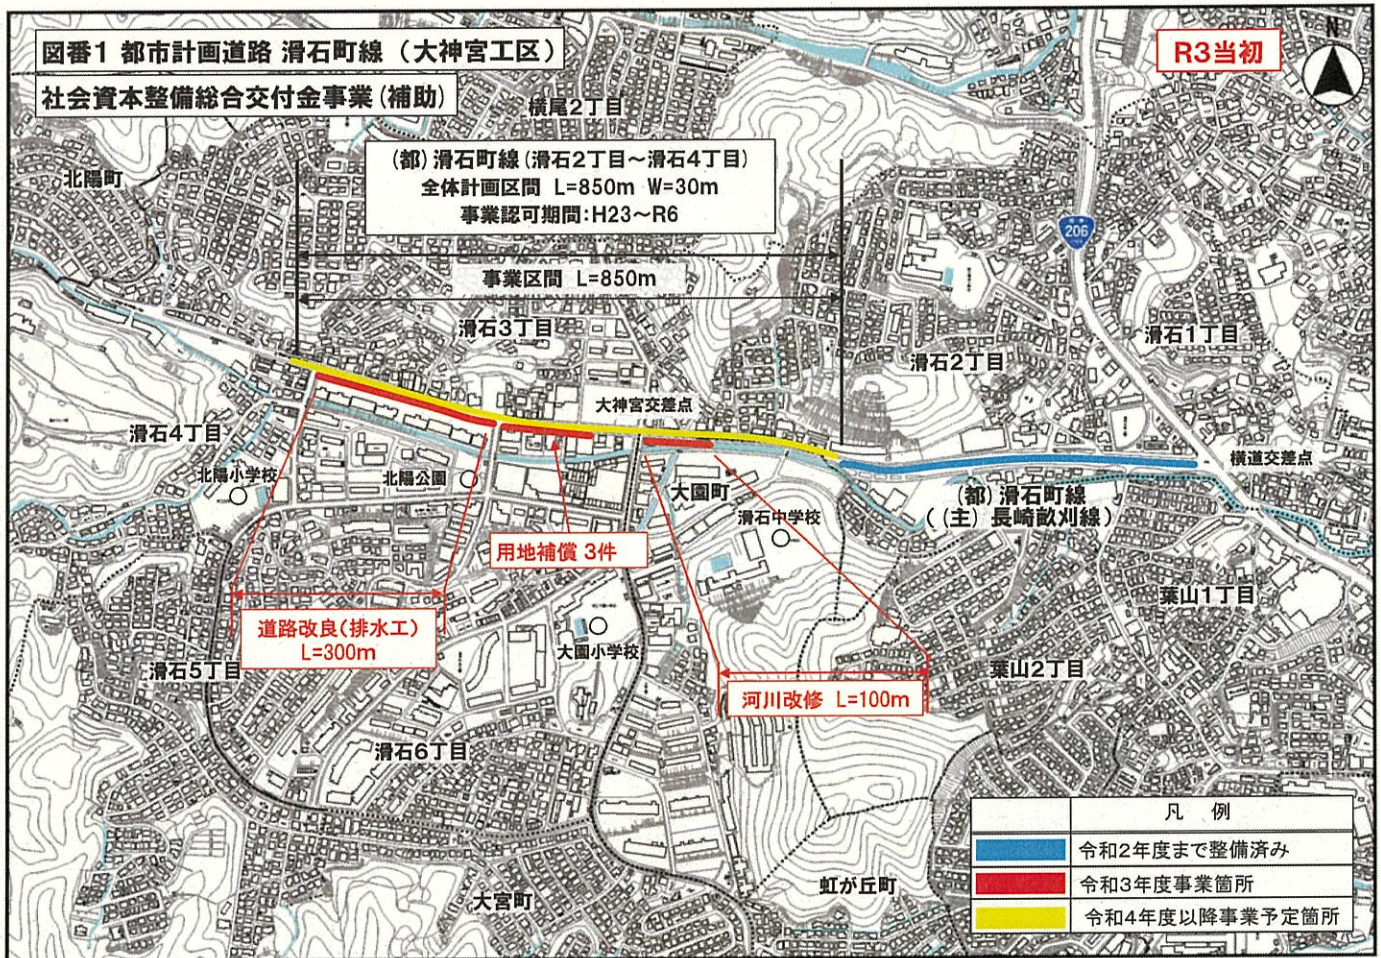 図番1 都市計画道路 滑石町線 （大神宮工区）
社会資本整備総合交付金事業(補助)
R3当初
N
横尾2丁目
北陽町
(都)滑石町線(滑石2丁目～滑石4丁目)
全体計画区間 L=850m W=30m
事業認可期間:H23～R6
206
事業区間 L=850m
滑石3丁目
滑石1丁目
滑石2丁目
大神宮交差点
滑石4丁目
横道交差点
北陽小学校
北陽公園
大園町
(都) 滑石町線
(（主）長崎畝刈線)
滑石中学校
用地補償 3件
葉山1丁目
道路改良(排水工)
L=300m
大園小学校
滑石5丁目
葉山2丁目
河川改修 L=100m
滑石6丁目
凡 例
令和2年度まで整備済み
令和3年度事業箇所
令和4年度以降事業予定箇所
大宮町
虹が丘町